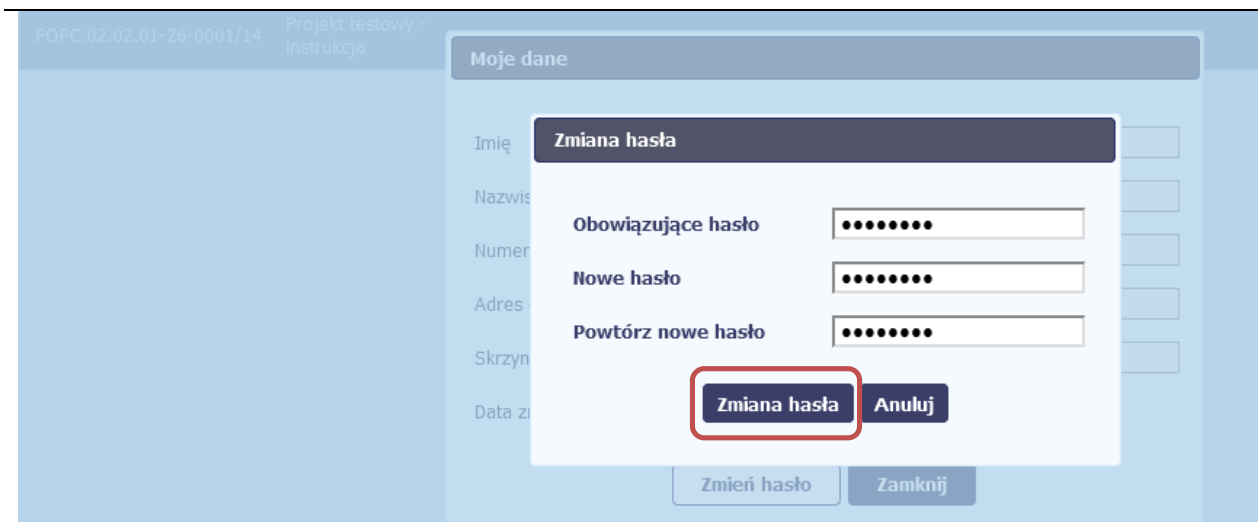 POPC.02.02.01-26-0001/14
Projekt testowy -
instrukcja
Moje dane
Zmiana hasła
Imię
Nazwis
Obowiązujące hasło ••••••••
Numer
Nowe hasło ••••••••
Adres
Powtórz nowe hasło ••••••••
Skrzyn
Zmiana hasła Anuluj
Data z
Zmień hasło Zamknij